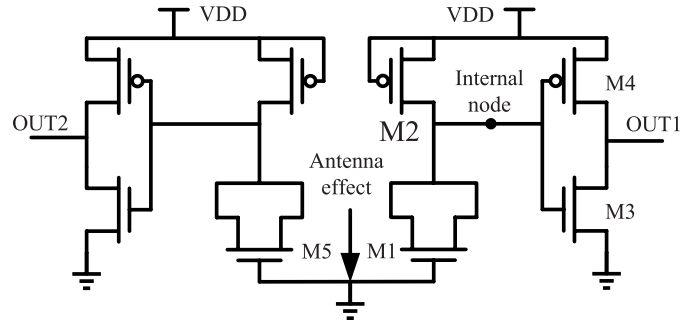 VDD
VDD
Internal
node
M4
OUT2
M2
OUT1
Antenna
effect
M3
M5
M1